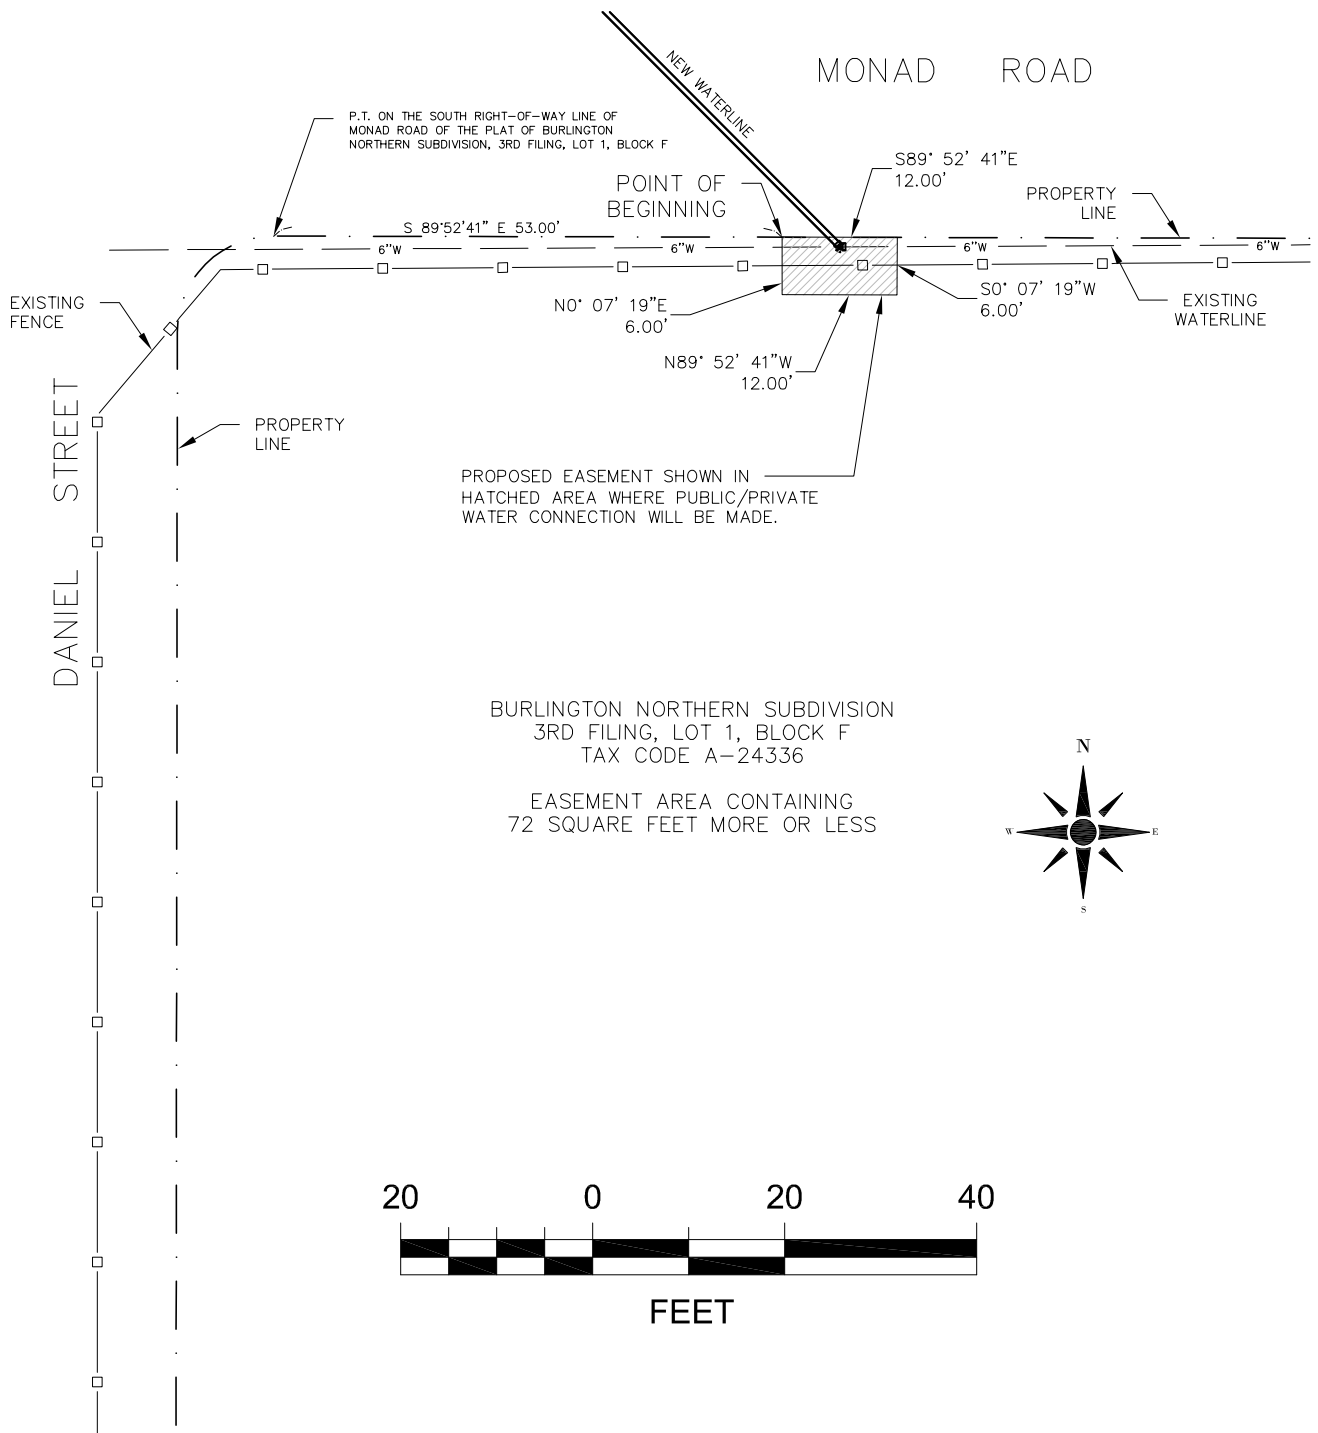 MONAD ROAD
NEW WATERLINE
P.T. ON THE SOUTH RIGHT-OF-WAY LINE OF
MONAD ROAD OF THE PLAT OF BURLINGTON
NORTHERN SUBDIVISION, 3RD FILING, LOT 1, BLOCK F
S89° 52' 41"E
12.00'
POINT OF
BEGINNING
PROPERTY
LINE
S 89°52'41" E 53.00'
6"W
6"W
6"W
6"W
EXISTING
FENCE
N0° 07' 19"E
6.00'
S0° 07' 19"W
6.00'
EXISTING
WATERLINE
N89° 52' 41"W
12.00'
DANIEL STREET
PROPERTY
LINE
PROPOSED EASEMENT SHOWN IN
HATCHED AREA WHERE PUBLIC/PRIVATE
WATER CONNECTION WILL BE MADE.
BURLINGTON NORTHERN SUBDIVISION
3RD FILING, LOT 1, BLOCK F
TAX CODE A-24336
EASEMENT AREA CONTAINING
72 SQUARE FEET MORE OR LESS
N
W E
S
20 0 20 40
FEET